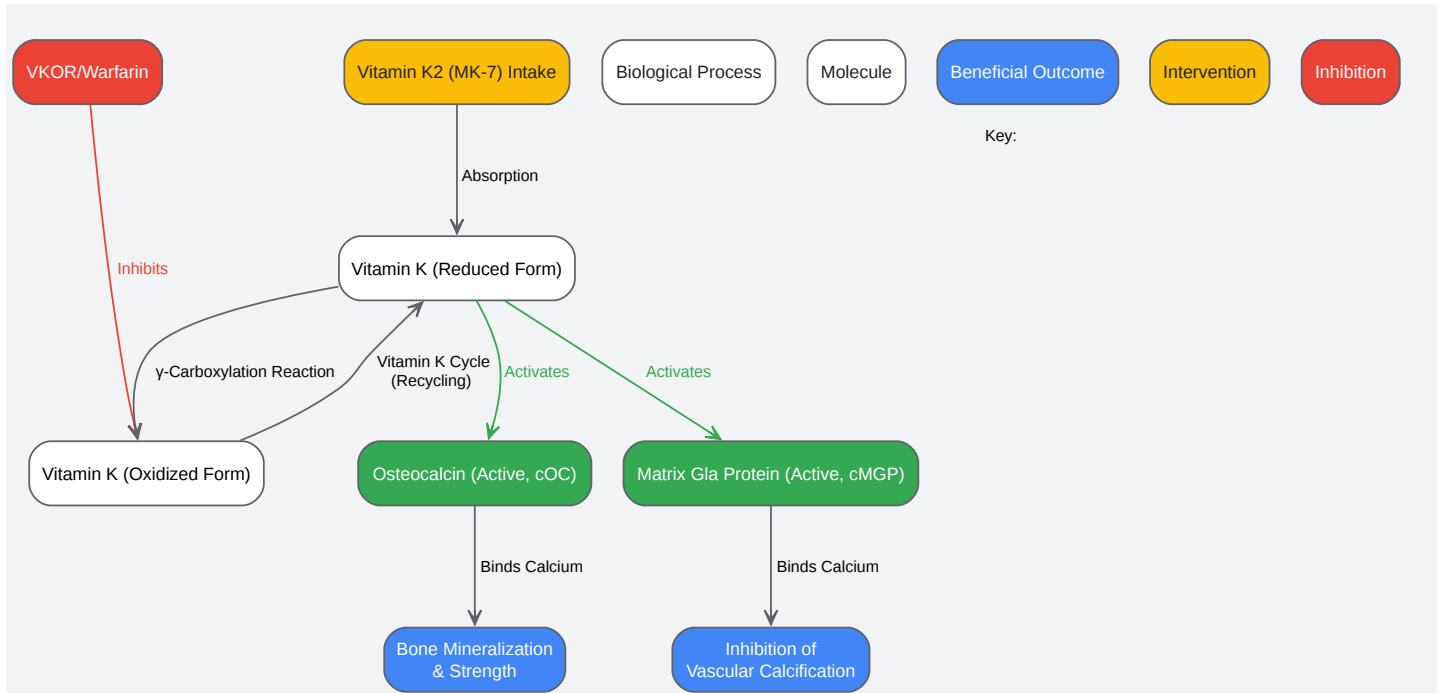 VKOR/Warfarin
Vitamin K2 (MK-7) Intake
Biological Process
Molecule
Beneficial Outcome
Intervention
Inhibition
Key:
Absorption
Inhibits
Vitamin K (Reduced Form)
γ-Carboxylation Reaction
Vitamin K Cycle
(Recycling)
Activates
Activates
Vitamin K (Oxidized Form)
Osteocalcin (Active, cOC)
Matrix Gla Protein (Active, cMGP)
Binds Calcium
Binds Calcium
Bone Mineralization
& Strength
Inhibition of
Vascular Calcification